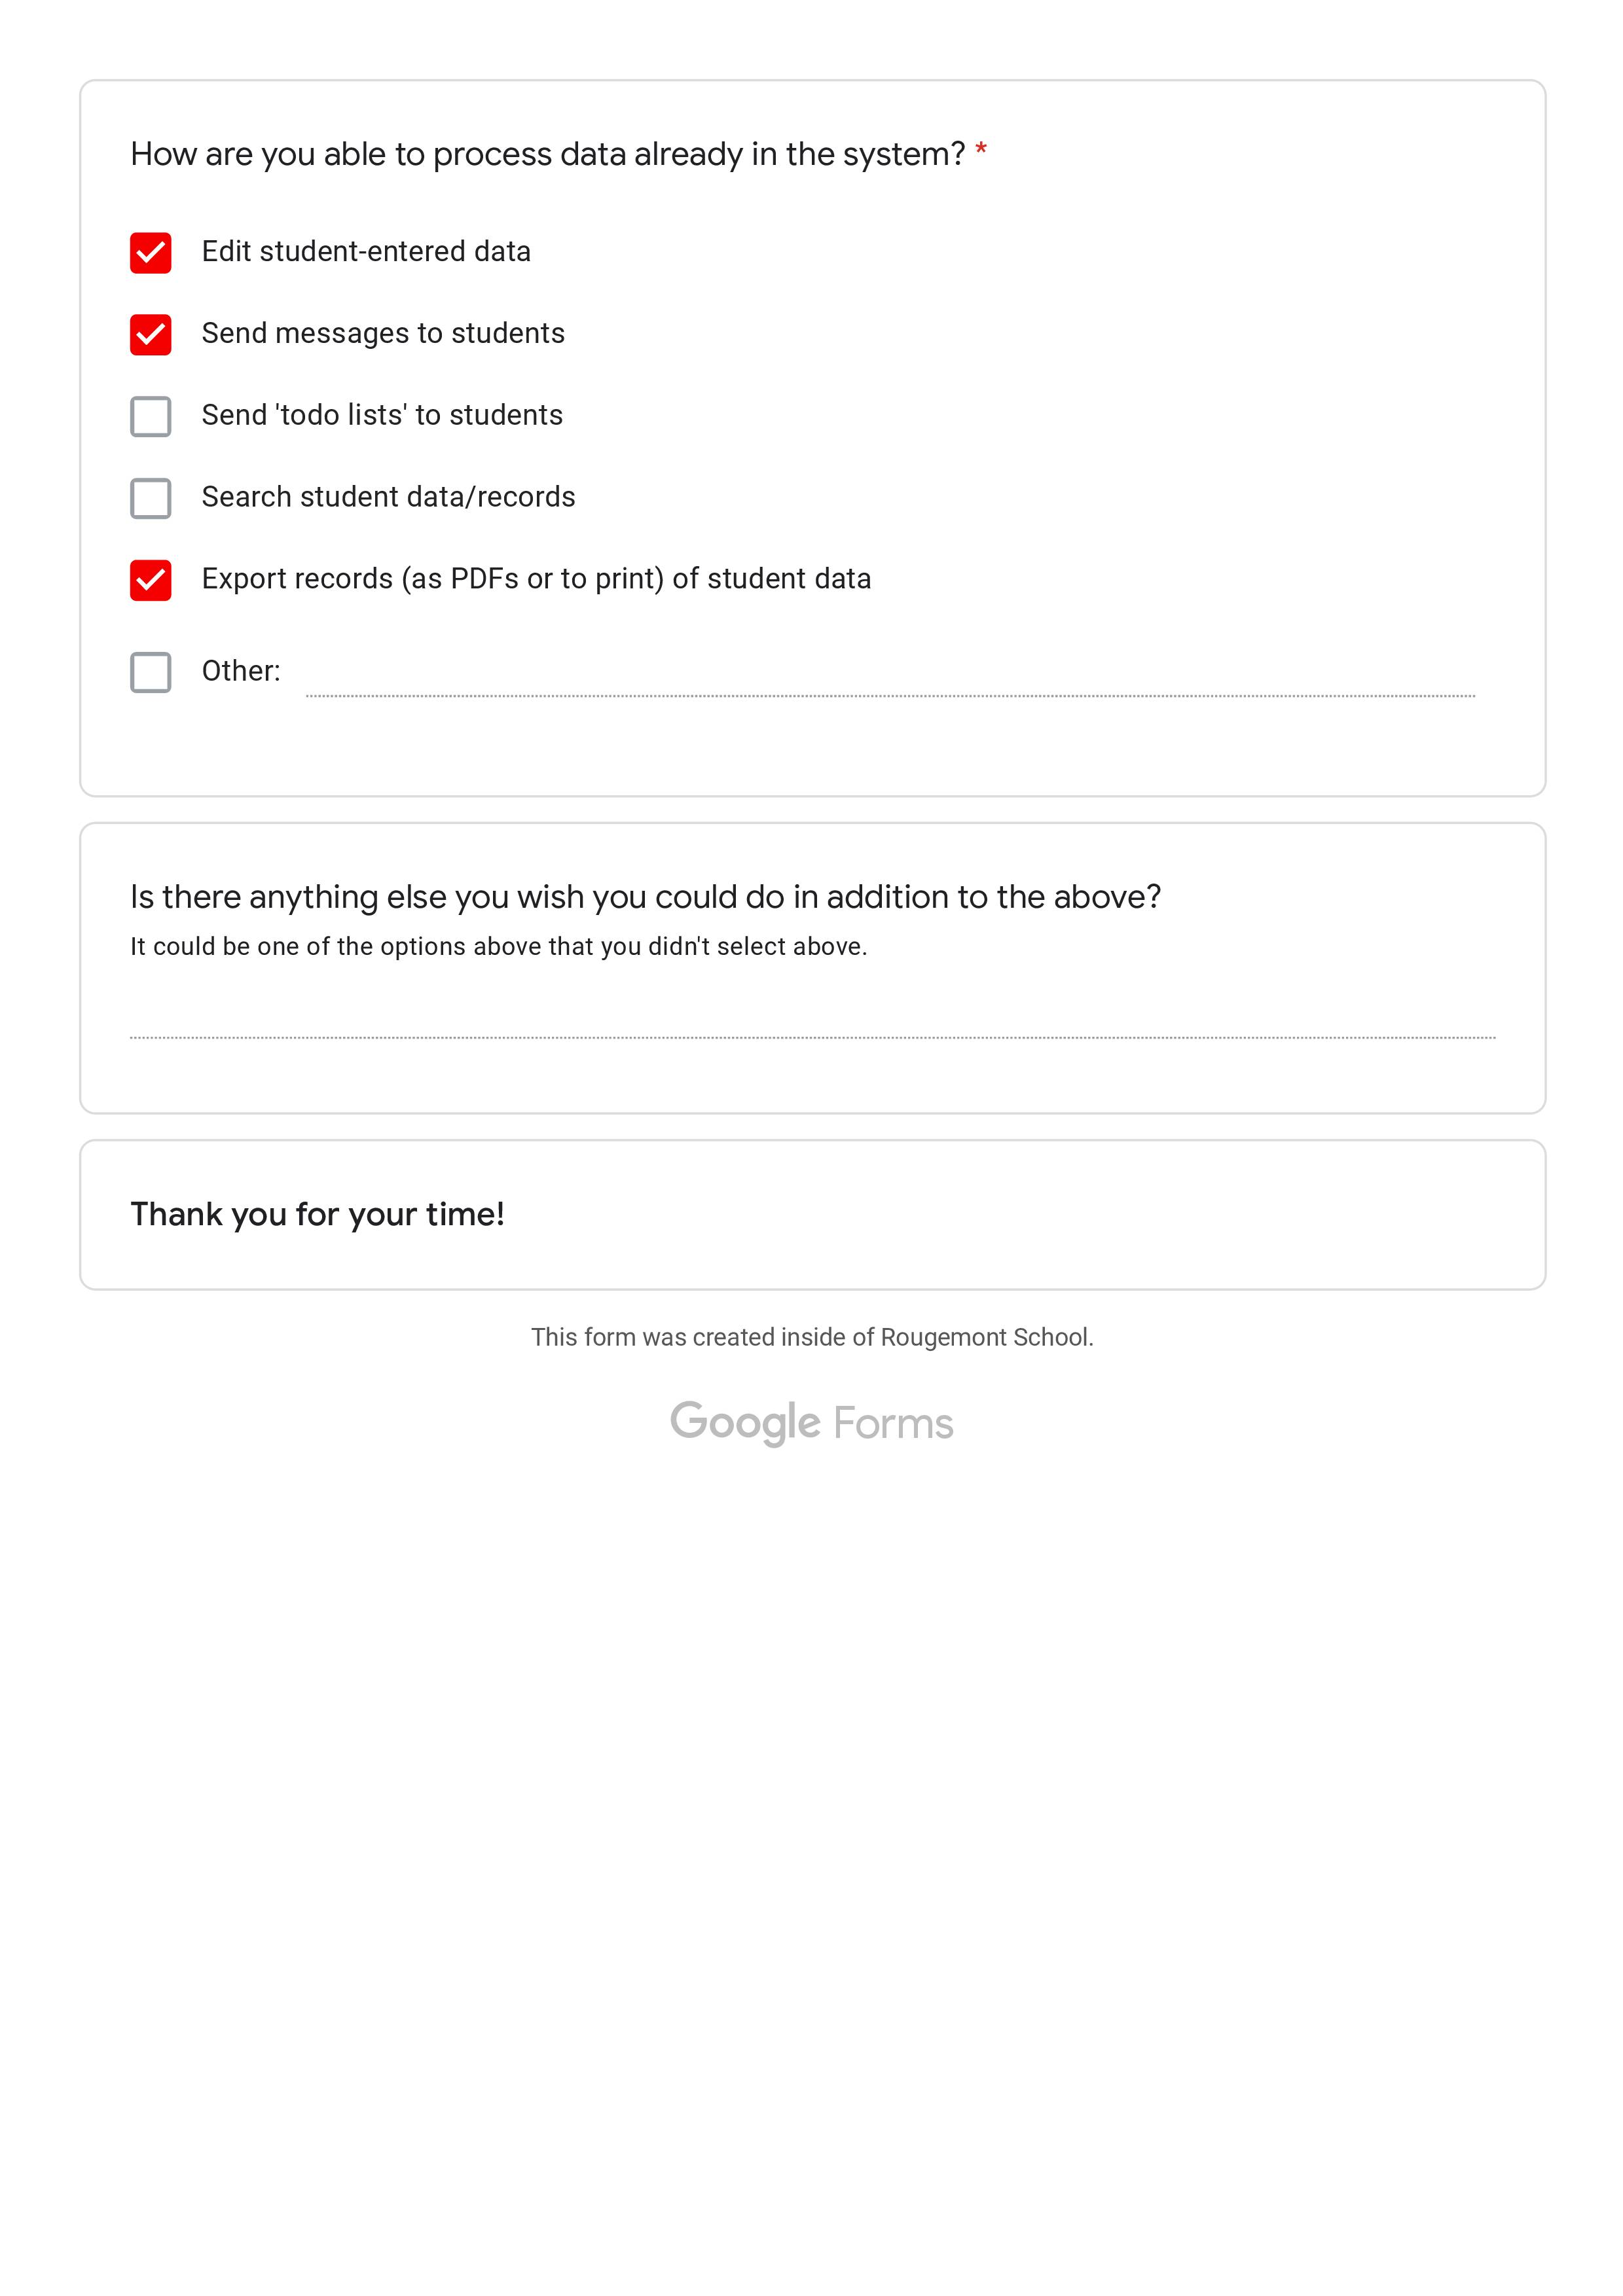 How are you able to process data already in the system? *
Edit student-entered data
Send messages to students
Send 'todo lists' to students
Search student data/records
Export records (as PDFs or to print) of student data
Other:
Is there anything else you wish you could do in addition to the above?
It could be one of the options above that you didn't select above.
Thank you for your time!
This form was created inside of Rougemont School.
Google Forms